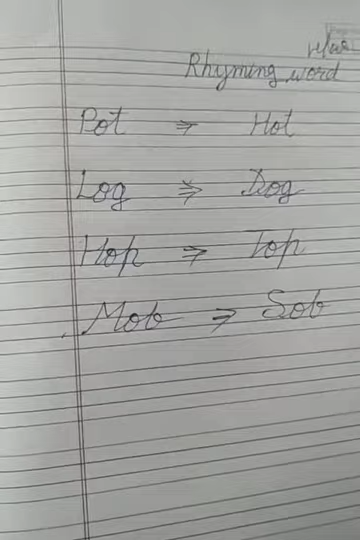 Rhyming word
Pot ⇒ Hot
Log ⇒ Dog
Hop ⇒ Top
Mob ⇒ Sob